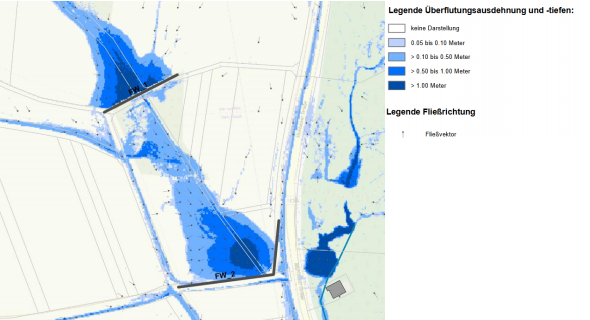 Legende Überflutungsausdehnung und -tiefen:
keine Darstellung
0.05 bis 0.10 Meter
> 0.10 bis 0.50 Meter
> 0.50 bis 1.00 Meter
> 1.00 Meter
Legende Fließrichtung
Fließvektor
FW_1
FW_2